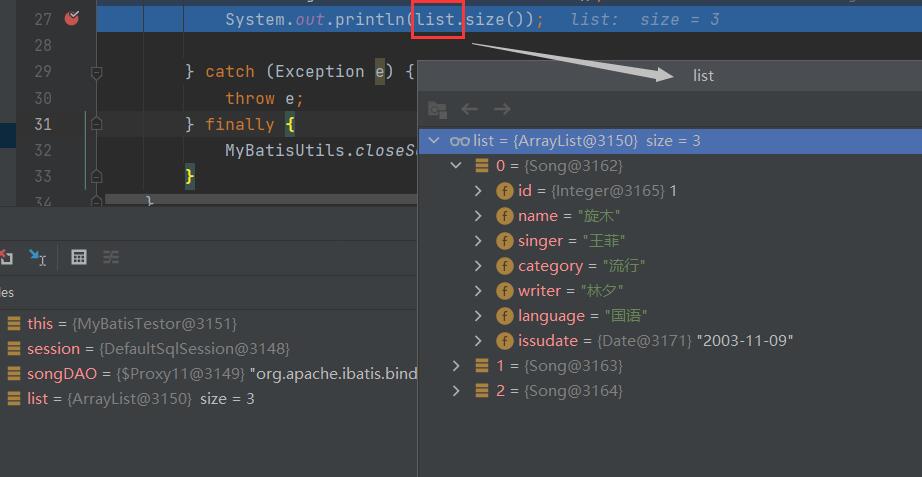 27 System.out.println(list.size()); list: size = 3
28
29 } catch (Exception e) {
30 throw e;
31 } finally {
32 MyBatisUtils.closeS
33 }
34 }
list
list = {ArrayList@3150} size = 3
0 = {Song@3162}
id = {Integer@3165} 1
name = "旋木"
singer = "王菲"
category = "流行"
writer = "林夕"
language = "国语"
issudate = {Date@3171} "2003-11-09"
1 = {Song@3163}
2 = {Song@3164}
les
this = {MyBatisTestor@3151}
session = {DefaultSqlSession@3148}
songDAO = {$Proxy11@3149} "org.apache.ibatis.bind
list = {ArrayList@3150} size = 3